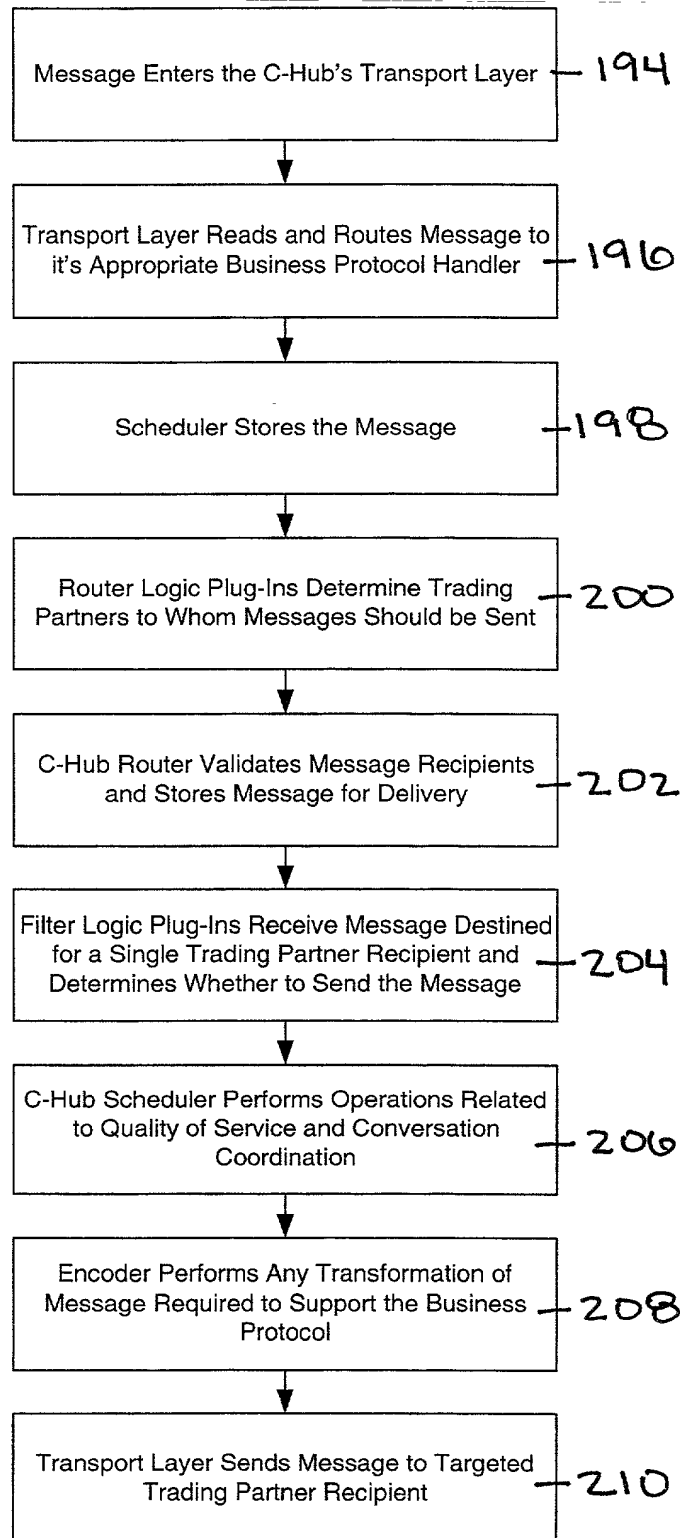 Message Enters the C-Hub's Transport Layer
194
Transport Layer Reads and Routes Message to
it's Appropriate Business Protocol Handler
196
Scheduler Stores the Message
198
Router Logic Plug-Ins Determine Trading
Partners to Whom Messages Should be Sent
200
C-Hub Router Validates Message Recipients
and Stores Message for Delivery
202
Filter Logic Plug-Ins Receive Message Destined
for a Single Trading Partner Recipient and
Determines Whether to Send the Message
204
C-Hub Scheduler Performs Operations Related
to Quality of Service and Conversation
Coordination
206
Encoder Performs Any Transformation of
Message Required to Support the Business
Protocol
208
Transport Layer Sends Message to Targeted
Trading Partner Recipient
210